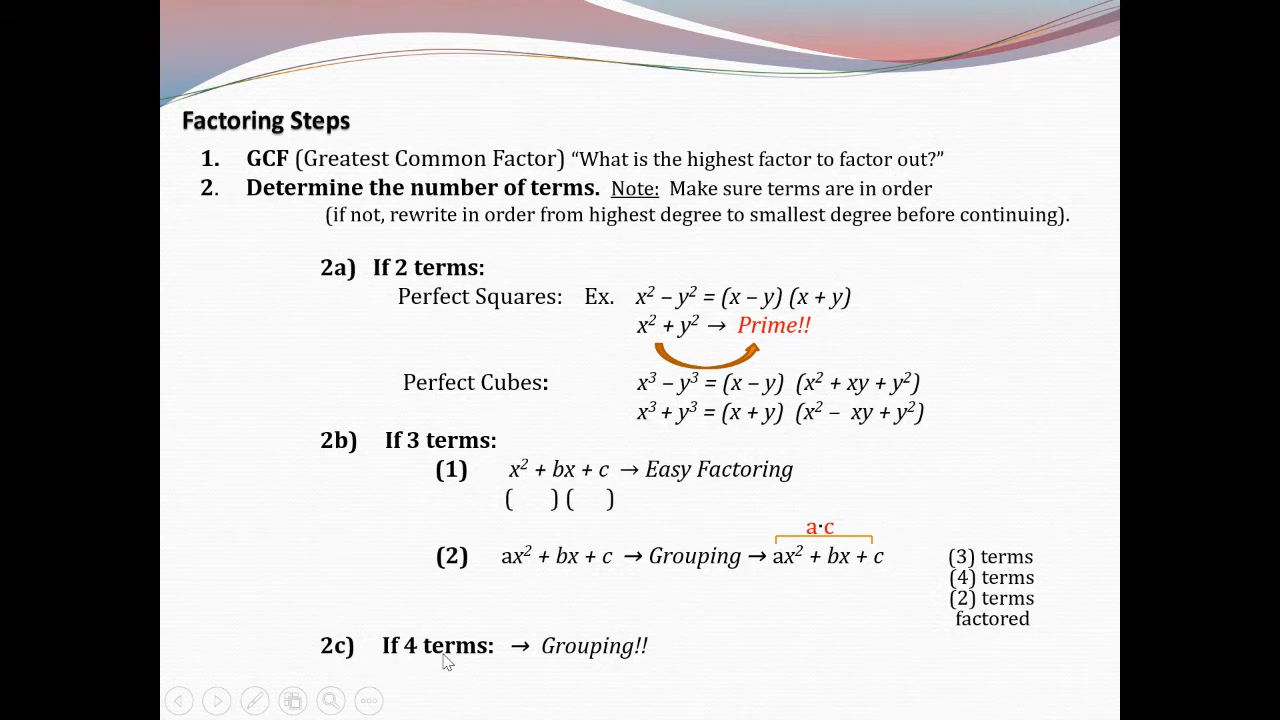 Factoring Steps
1. GCF (Greatest Common Factor) “What is the highest factor to factor out?”
2. Determine the number of terms. Note: Make sure terms are in order
(if not, rewrite in order from highest degree to smallest degree before continuing).
2a) If 2 terms:
Perfect Squares: Ex. x² – y² = (x – y) (x + y)
x² + y² → Prime!!
Perfect Cubes: x³ – y³ = (x – y) (x² + xy + y²)
x³ + y³ = (x + y) (x² – xy + y²)
2b) If 3 terms:
(1) x² + bx + c → Easy Factoring
( ) ( )
a·c
(2) ax² + bx + c → Grouping → ax² + bx + c (3) terms
(4) terms
(2) terms
factored
2c) If 4 terms: → Grouping!!